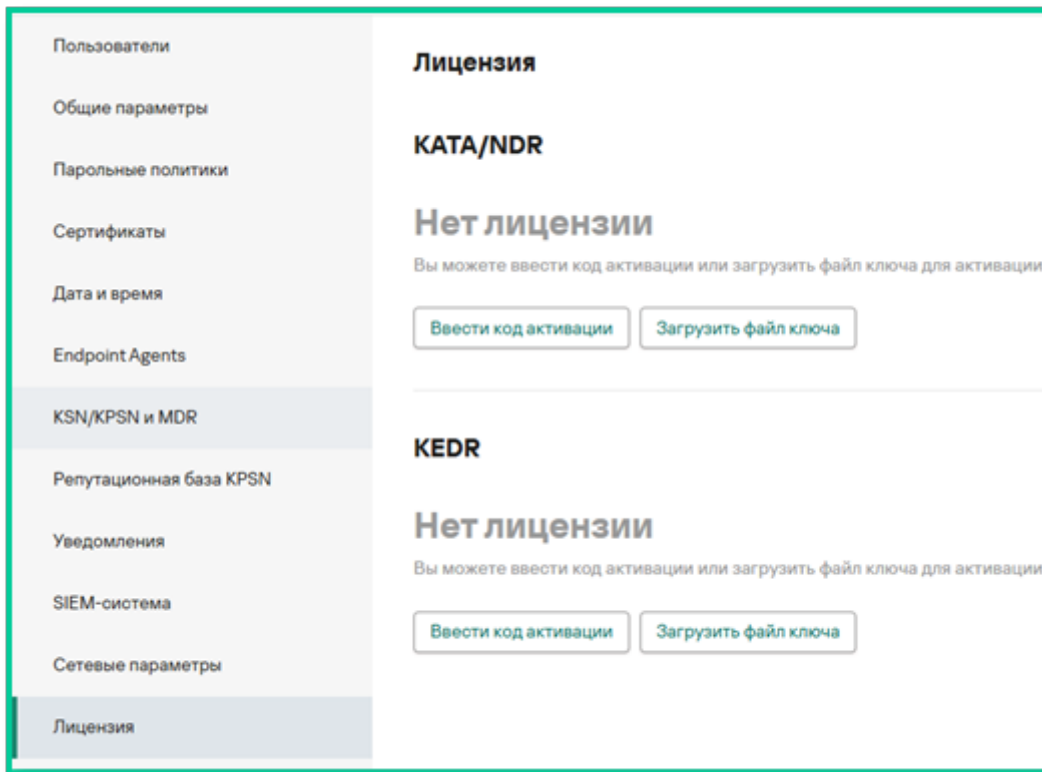 Пользователи
Общие параметры
Парольные политики
Сертификаты
Дата и время
Endpoint Agents
KSN/KPSN и MDR
Репутационная база KPSN
Уведомления
SIEM-система
Сетевые параметры
Лицензия
Лицензия
KATA/NDR
Нет лицензии
Вы можете ввести код активации или загрузить файл ключа для активации
Ввести код активации
Загрузить файл ключа
KEDR
Нет лицензии
Вы можете ввести код активации или загрузить файл ключа для активации
Ввести код активации
Загрузить файл ключа